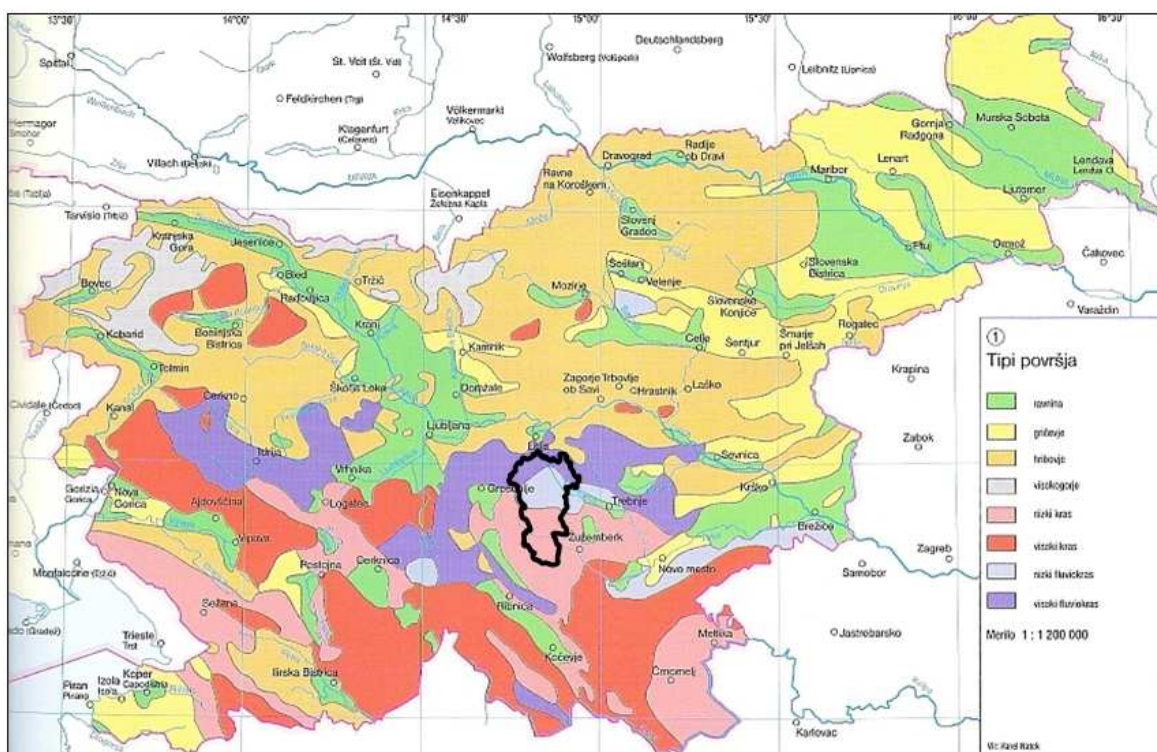 13°30'
14°00'
14°30'
15°00'
15°30'
16°00'
16°30'
Spittal
St. Veit (Št. Vid)
Wolfsberg (Volšperk)
Deutschlandsberg
Leibnitz (Lipnica)
Feldkirchen (Trg)
Hermagor
Šmohor
Klagenfurt
(Celovec)
Völkermarkt
Velikovec
Villach (Beljak)
Eisenkappel
Železna Kapla
Tarvisio (Trbiž)
Dravograd
Radlje
ob Dravi
Ravne
na Koroškem
Slovenj
Gradec
Maribor
Lenart
Gornja
Radgona
Murska Sobota
Lendava
Lendva
Ljutomer
Ptuj
Ormož
Čakovec
Varaždin
Kranjska
Gora
Jesenice
Bled
Radovljica
Tržič
Bovec
Kobarid
Bohinjska
Bistrica
Kranj
Kamnik
Mozirje
Šoštanj
Velenje
Slovenska
Bistrica
Slovenske
Konjice
Rogatec
Celje
Šentjur
Šmarje
pri Jelšah
Tolmin
Cividale (Čedad)
Kanal
Cerkno
Škofja Loka
Domžale
Zagorje
ob Savi
Trbovlje
Hrastnik
Laško
Krapina
Zabok
Ljubljana
Litija
Idrija
Vrhnika
Sevnica
Krško
Gorizia
Gorica
Nova
Gorica
Ajdovščina
Logatec
Grosuplje
Trebnje
Brežice
Vipava
Zagreb
Samobor
Monfalcone (Tržič)
Postojna
Cerknica
Žužemberk
Novo mesto
Ribnica
Sežana
Trieste
Trst
Metlika
Jastrebarsko
Kočevje
Črnomelj
Ilirska Bistrica
Koper
Capodistria
Izola
Isola
Piran
Pirano
Karlovac
1
Tipi površja
ravnina
gričevje
hribovje
visokogorje
nizki kras
visoki kras
nizki fluviokras
visoki fluviokras
Merilo 1 : 1 200 000